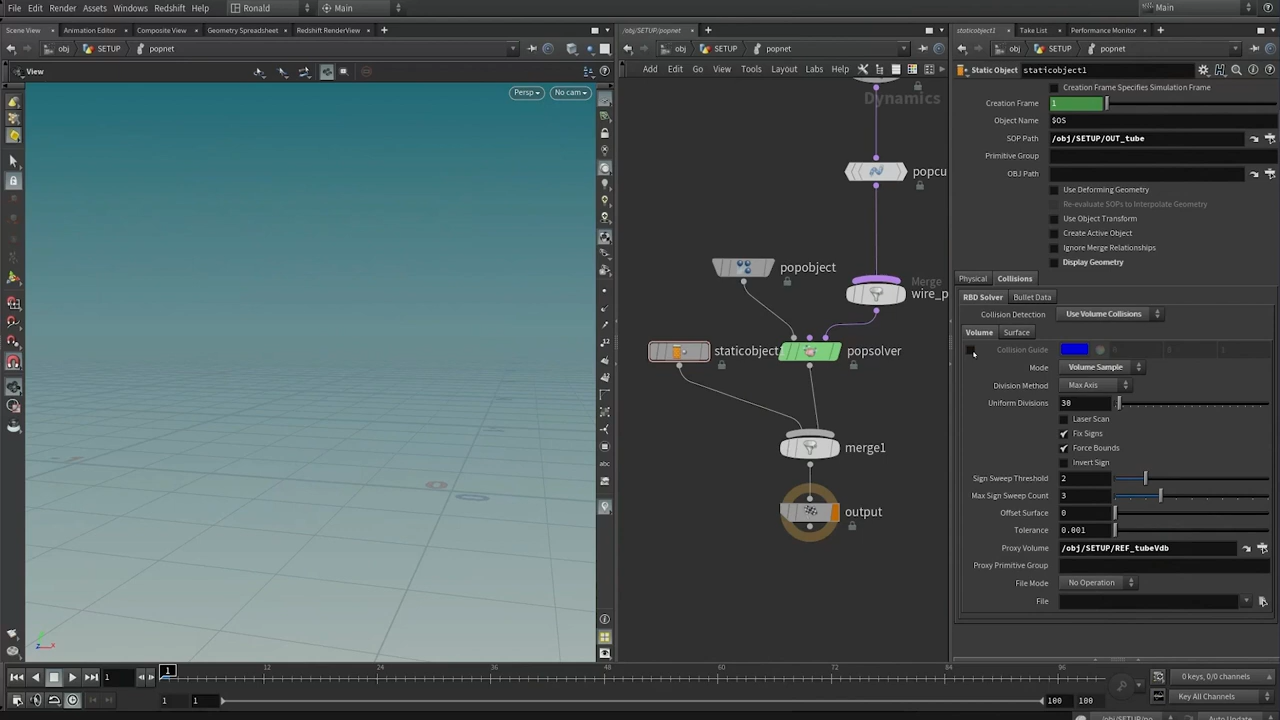 File Edit Render Assets Windows Redshift Help Ronald Main Main
Scene View Animation Editor Composite View Geometry Spreadsheet Redshift RenderView
obj SETUP popnet
View
Persp No cam
/obj/SETUP/popnet
obj SETUP popnet
Add Edit Go View Tools Layout Labs Help
Dynamics
popcu
popobject
Merge
wire_p
staticobject
popsolver
merge1
output
staticobject1 Take List Performance Monitor
obj SETUP popnet
Static Object staticobject1
Creation Frame Specifies Simulation Frame
Creation Frame 1
Object Name $OS
SOP Path /obj/SETUP/OUT_tube
Primitive Group
OBJ Path
Use Deforming Geometry
Re-evaluate SOPs to Interpolate Geometry
Use Object Transform
Create Active Object
Ignore Merge Relationships
Display Geometry
Physical Collisions
RBD Solver Bullet Data
Collision Detection Use Volume Collisions
Volume Surface
Collision Guide
Mode Volume Sample
Division Method Max Axis
Uniform Divisions 30
Laser Scan
Fix Signs
Force Bounds
Invert Sign
Sign Sweep Threshold 2
Max Sign Sweep Count 3
Offset Surface 0
Tolerance 0.001
Proxy Volume /obj/SETUP/REF_tubeVdb
Proxy Primitive Group
File Mode No Operation
File
1 1 12 24 36 48 60 72 84 96
0 keys, 0/0 channels
1 1 100 100
Key All Channels
Auto Update